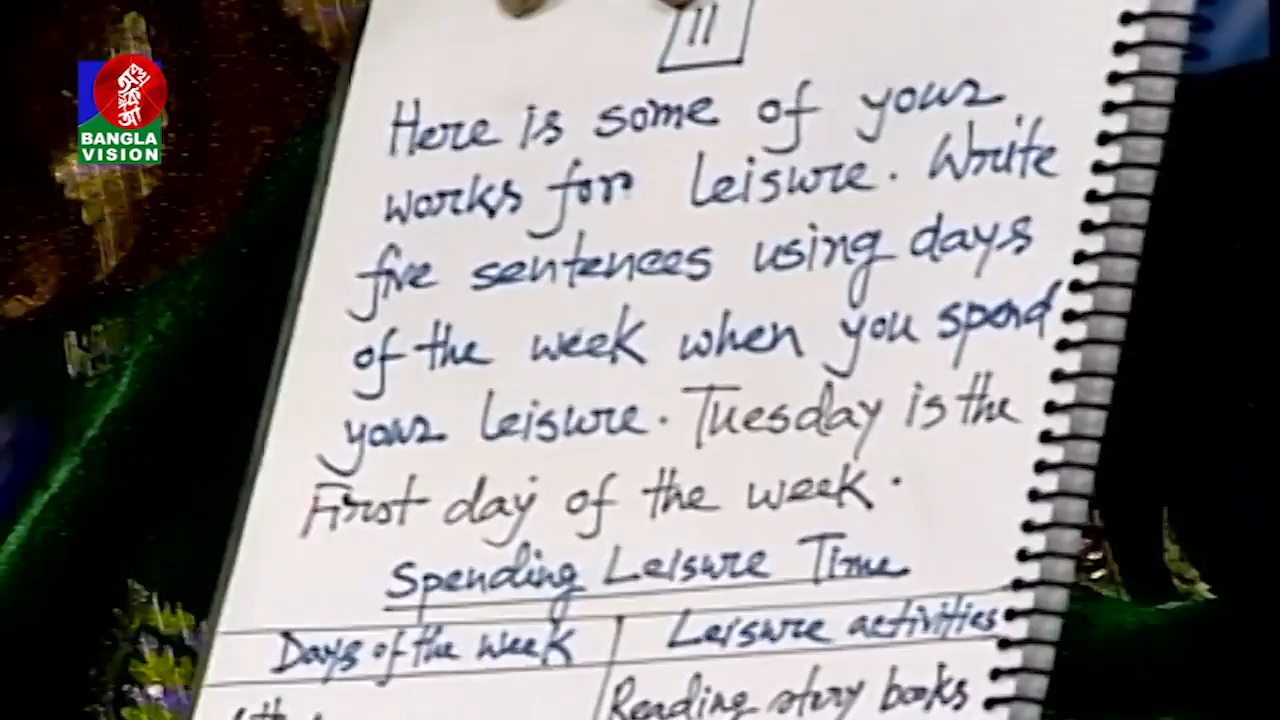 BANGLA
VISION
11
Here is some of your
works for Leisure. Write
five sentences using days
of the week when you spend
your Leisure. Tuesday is the
First day of the week.
Spending Leisure Time
Days of the week Leisure activities
Reading story books